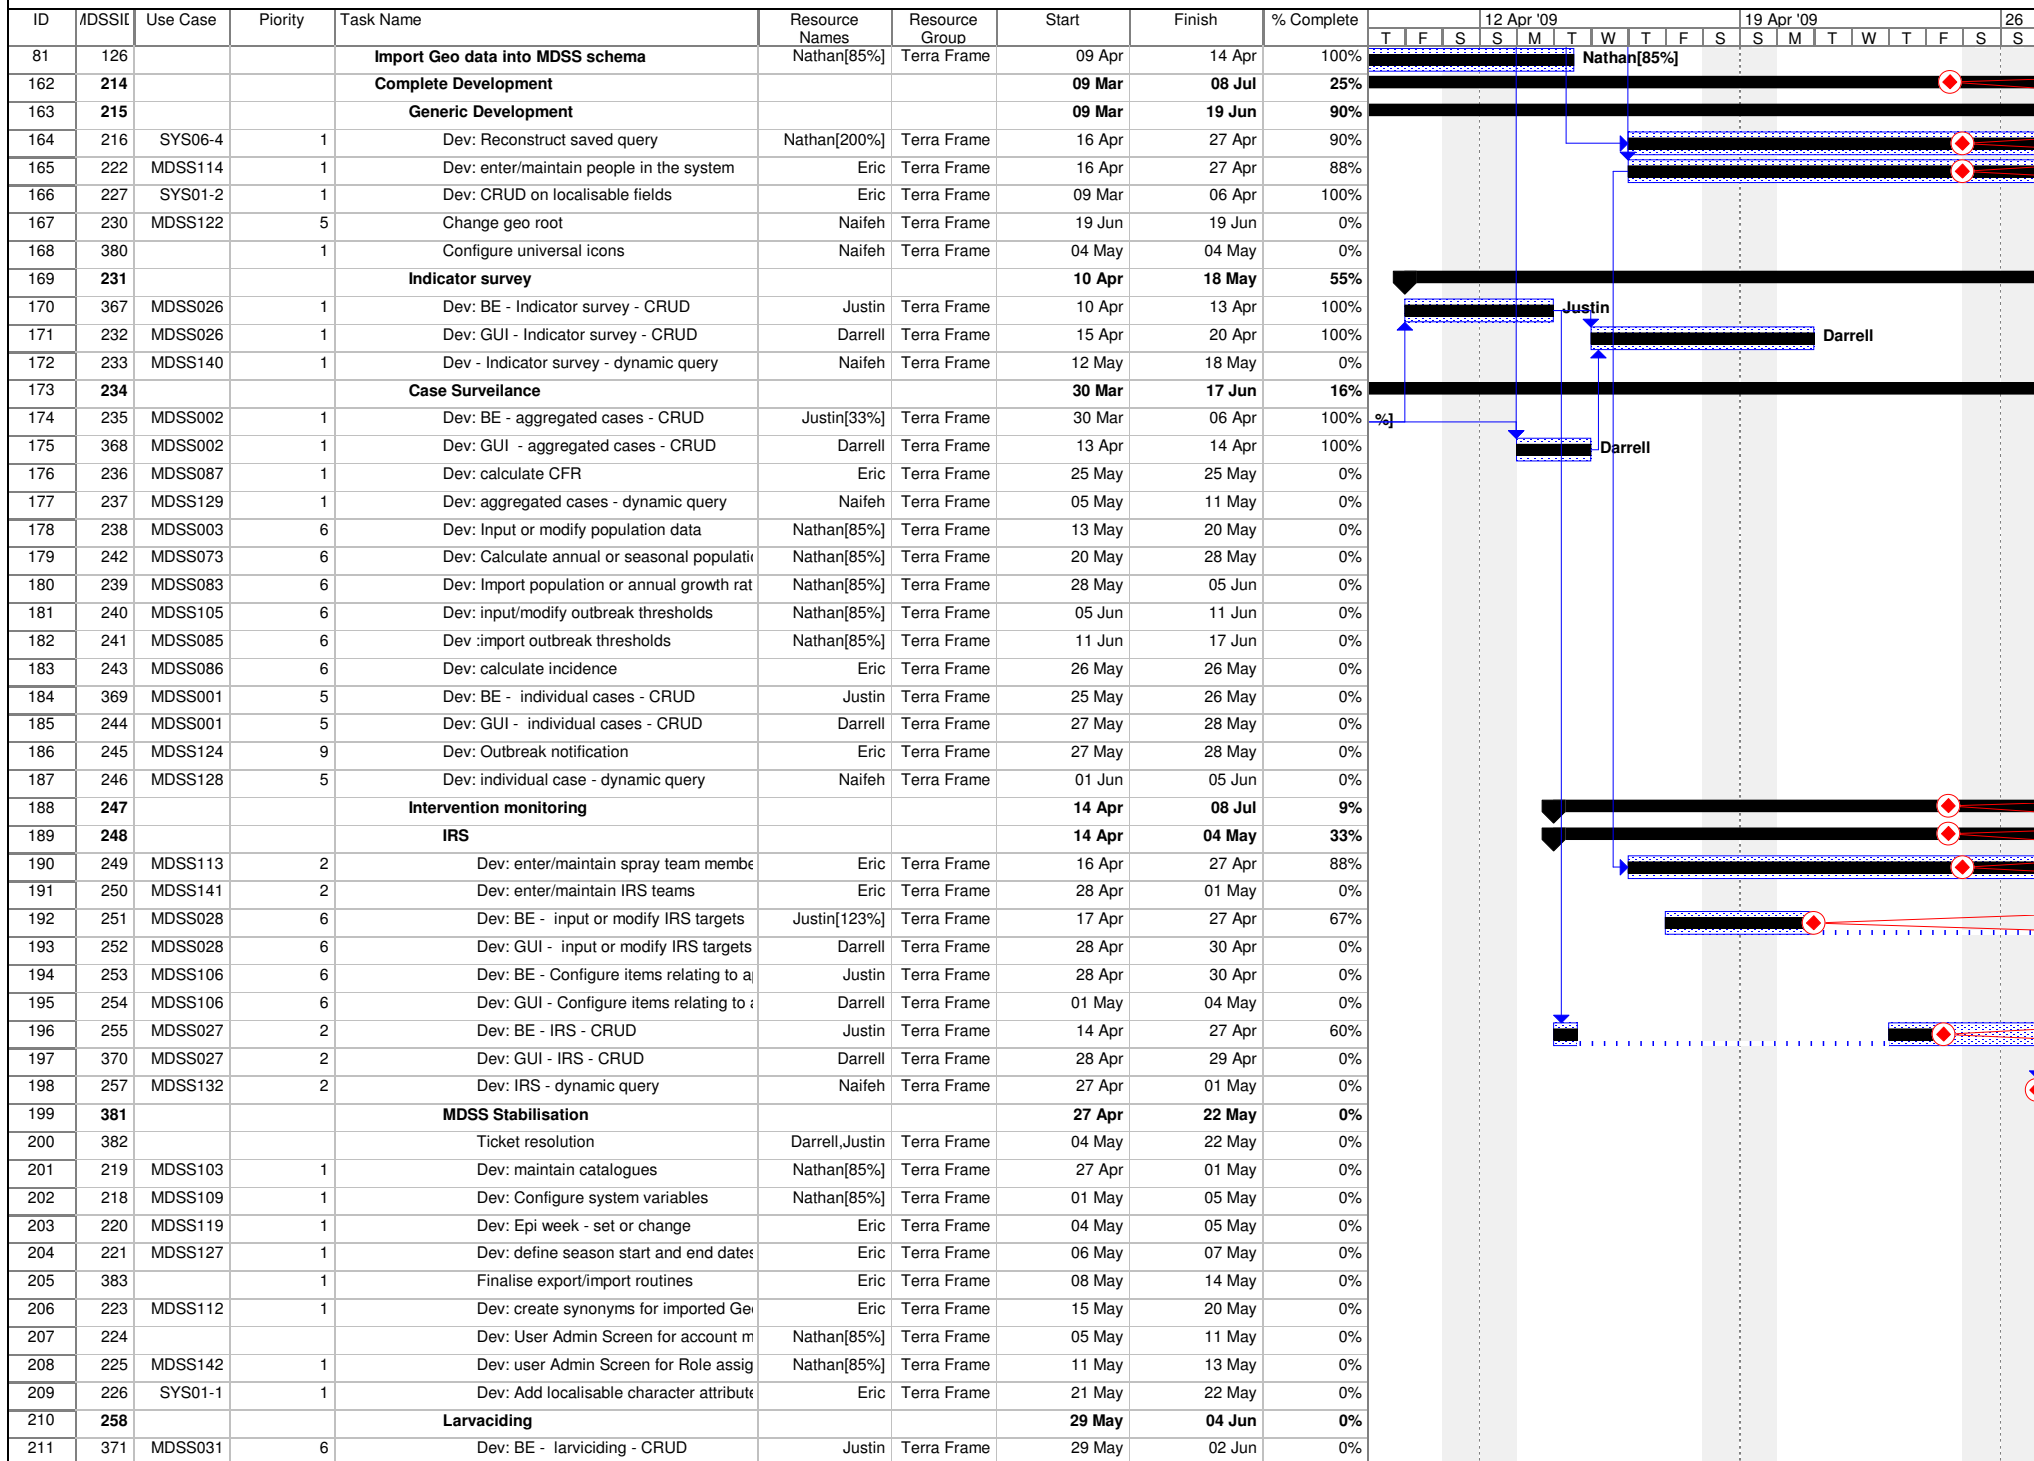 ID MDSSID Use Case Piority Task Name Resource Names Resource Group Start Finish % Complete 12 Apr '09 19 Apr '09 26
T F S S M T W T F S S M T W T F S S
81 126 Import Geo data into MDSS schema Nathan[85%] Terra Frame 09 Apr 14 Apr 100% Nathan[85%]
162 214 Complete Development 09 Mar 08 Jul 25%
163 215 Generic Development 09 Mar 19 Jun 90%
164 216 SYS06-4 1 Dev: Reconstruct saved query Nathan[200%] Terra Frame 16 Apr 27 Apr 90%
165 222 MDSS114 1 Dev: enter/maintain people in the system Eric Terra Frame 16 Apr 27 Apr 88%
166 227 SYS01-2 1 Dev: CRUD on localisable fields Eric Terra Frame 09 Mar 06 Apr 100%
167 230 MDSS122 5 Change geo root Naifeh Terra Frame 19 Jun 19 Jun 0%
168 380 1 Configure universal icons Naifeh Terra Frame 04 May 04 May 0%
169 231 Indicator survey 10 Apr 18 May 55%
170 367 MDSS026 1 Dev: BE - Indicator survey - CRUD Justin Terra Frame 10 Apr 13 Apr 100% Justin
171 232 MDSS026 1 Dev: GUI - Indicator survey - CRUD Darrell Terra Frame 15 Apr 20 Apr 100% Darrell
172 233 MDSS140 1 Dev - Indicator survey - dynamic query Naifeh Terra Frame 12 May 18 May 0%
173 234 Case Surveilance 30 Mar 17 Jun 16%
174 235 MDSS002 1 Dev: BE - aggregated cases - CRUD Justin[33%] Terra Frame 30 Mar 06 Apr 100% %]
175 368 MDSS002 1 Dev: GUI - aggregated cases - CRUD Darrell Terra Frame 13 Apr 14 Apr 100% Darrell
176 236 MDSS087 1 Dev: calculate CFR Eric Terra Frame 25 May 25 May 0%
177 237 MDSS129 1 Dev: aggregated cases - dynamic query Naifeh Terra Frame 05 May 11 May 0%
178 238 MDSS003 6 Dev: Input or modify population data Nathan[85%] Terra Frame 13 May 20 May 0%
179 242 MDSS073 6 Dev: Calculate annual or seasonal populati Nathan[85%] Terra Frame 20 May 28 May 0%
180 239 MDSS083 6 Dev: Import population or annual growth rat Nathan[85%] Terra Frame 28 May 05 Jun 0%
181 240 MDSS105 6 Dev: input/modify outbreak thresholds Nathan[85%] Terra Frame 05 Jun 11 Jun 0%
182 241 MDSS085 6 Dev :import outbreak thresholds Nathan[85%] Terra Frame 11 Jun 17 Jun 0%
183 243 MDSS086 6 Dev: calculate incidence Eric Terra Frame 26 May 26 May 0%
184 369 MDSS001 5 Dev: BE - individual cases - CRUD Justin Terra Frame 25 May 26 May 0%
185 244 MDSS001 5 Dev: GUI - individual cases - CRUD Darrell Terra Frame 27 May 28 May 0%
186 245 MDSS124 9 Dev: Outbreak notification Eric Terra Frame 27 May 28 May 0%
187 246 MDSS128 5 Dev: individual case - dynamic query Naifeh Terra Frame 01 Jun 05 Jun 0%
188 247 Intervention monitoring 14 Apr 08 Jul 9%
189 248 IRS 14 Apr 04 May 33%
190 249 MDSS113 2 Dev: enter/maintain spray team membe Eric Terra Frame 16 Apr 27 Apr 88%
191 250 MDSS141 2 Dev: enter/maintain IRS teams Eric Terra Frame 28 Apr 01 May 0%
192 251 MDSS028 6 Dev: BE - input or modify IRS targets Justin[123%] Terra Frame 17 Apr 27 Apr 67%
193 252 MDSS028 6 Dev: GUI - input or modify IRS targets Darrell Terra Frame 28 Apr 30 Apr 0%
194 253 MDSS106 6 Dev: BE - Configure items relating to a Justin Terra Frame 28 Apr 30 Apr 0%
195 254 MDSS106 6 Dev: GUI - Configure items relating to Darrell Terra Frame 01 May 04 May 0%
196 255 MDSS027 2 Dev: BE - IRS - CRUD Justin Terra Frame 14 Apr 27 Apr 60%
197 370 MDSS027 2 Dev: GUI - IRS - CRUD Darrell Terra Frame 28 Apr 29 Apr 0%
198 257 MDSS132 2 Dev: IRS - dynamic query Naifeh Terra Frame 27 Apr 01 May 0%
199 381 MDSS Stabilisation 27 Apr 22 May 0%
200 382 Ticket resolution Darrell,Justin Terra Frame 04 May 22 May 0%
201 219 MDSS103 1 Dev: maintain catalogues Nathan[85%] Terra Frame 27 Apr 01 May 0%
202 218 MDSS109 1 Dev: Configure system variables Nathan[85%] Terra Frame 01 May 05 May 0%
203 220 MDSS119 1 Dev: Epi week - set or change Eric Terra Frame 04 May 05 May 0%
204 221 MDSS127 1 Dev: define season start and end dates Eric Terra Frame 06 May 07 May 0%
205 383 1 Finalise export/import routines Eric Terra Frame 08 May 14 May 0%
206 223 MDSS112 1 Dev: create synonyms for imported Ge Eric Terra Frame 15 May 20 May 0%
207 224 Dev: User Admin Screen for account m Nathan[85%] Terra Frame 05 May 11 May 0%
208 225 MDSS142 1 Dev: user Admin Screen for Role assig Nathan[85%] Terra Frame 11 May 13 May 0%
209 226 SYS01-1 1 Dev: Add localisable character attribute Eric Terra Frame 21 May 22 May 0%
210 258 Larvaciding 29 May 04 Jun 0%
211 371 MDSS031 6 Dev: BE - larviciding - CRUD Justin Terra Frame 29 May 02 Jun 0%